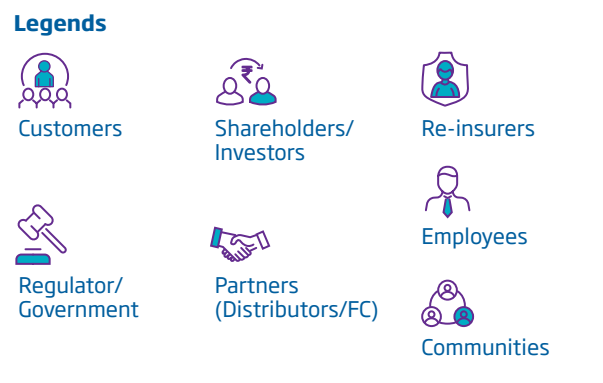 Legends
₹
Customers
Shareholders/
Investors
Re-insurers
Employees
Regulator/
Government
Partners
(Distributors/FC)
Communities